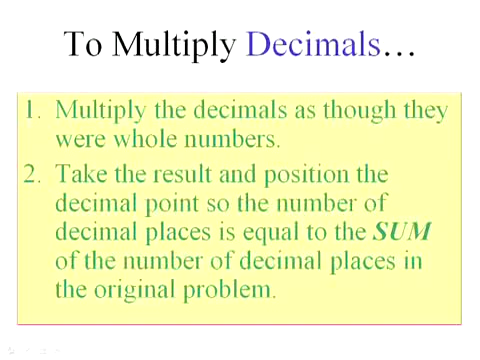 To Multiply Decimals…
1. Multiply the decimals as though they
were whole numbers.
2. Take the result and position the
decimal point so the number of
decimal places is equal to the SUM
of the number of decimal places in
the original problem.